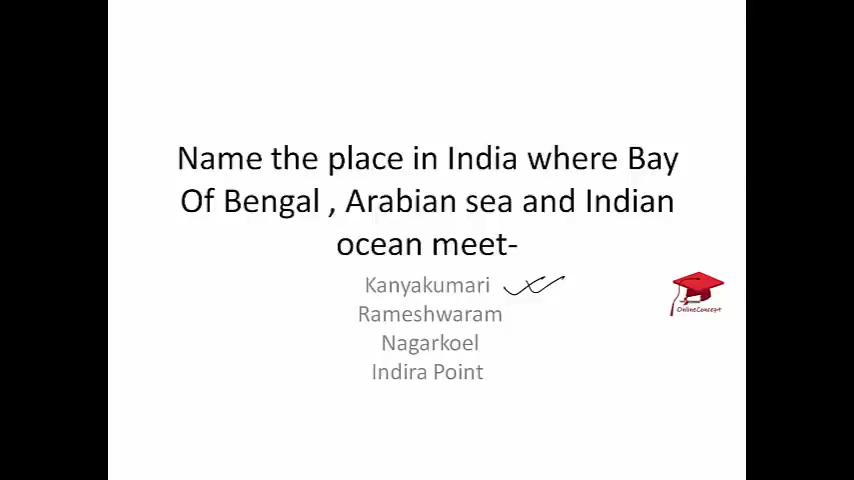 Name the place in India where Bay
Of Bengal , Arabian sea and Indian
ocean meet-
Kanyakumari
Rameshwaram
Nagarkoel
Indira Point
OnlineConcept